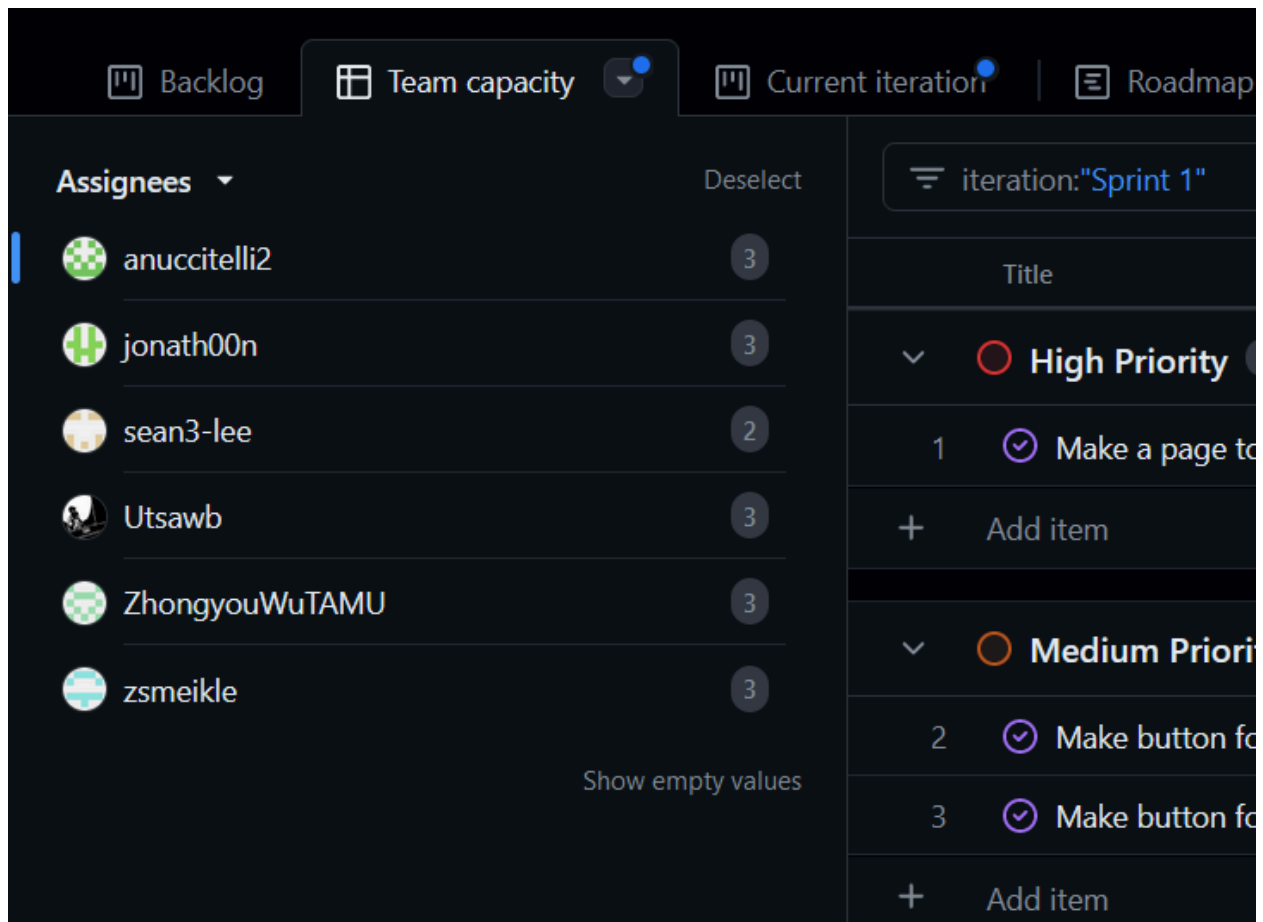 Backlog
Team capacity
Current iteration
Roadmap
Assignees
Deselect
anuccitelli2
3
jonath00n
3
sean3-lee
2
Utsawb
3
ZhongyouWuTAMU
3
zsmeikle
3
Show empty values
iteration:"Sprint 1"
Title
High Priority
1
Make a page to
Add item
Medium Priorit
2
Make button fo
3
Make button fo
Add item